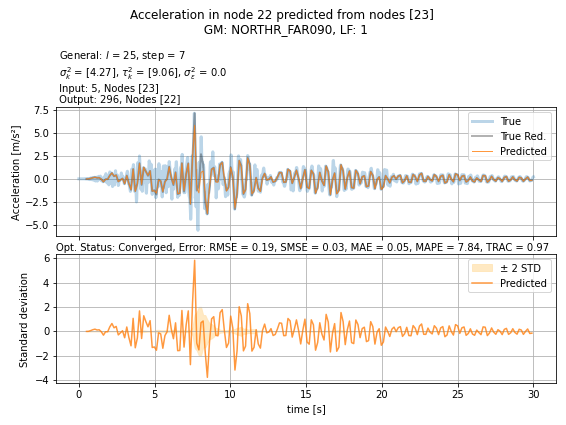 Acceleration in node 22 predicted from nodes [23]
GM: NORTHR_FAR090, LF: 1
General: l = 25, step = 7
σ²ₖ = [4.27], τ²ₖ = [9.06], σ²ε = 0.0
Input: 5, Nodes [23]
Output: 296, Nodes [22]
Acceleration [m/s²]
7.5
5.0
2.5
0.0
−2.5
−5.0
True
True Red.
Predicted
Opt. Status: Converged, Error: RMSE = 0.19, SMSE = 0.03, MAE = 0.05, MAPE = 7.84, TRAC = 0.97
Standard deviation
6
4
2
0
−2
−4
± 2 STD
Predicted
0 5 10 15 20 25 30
time [s]